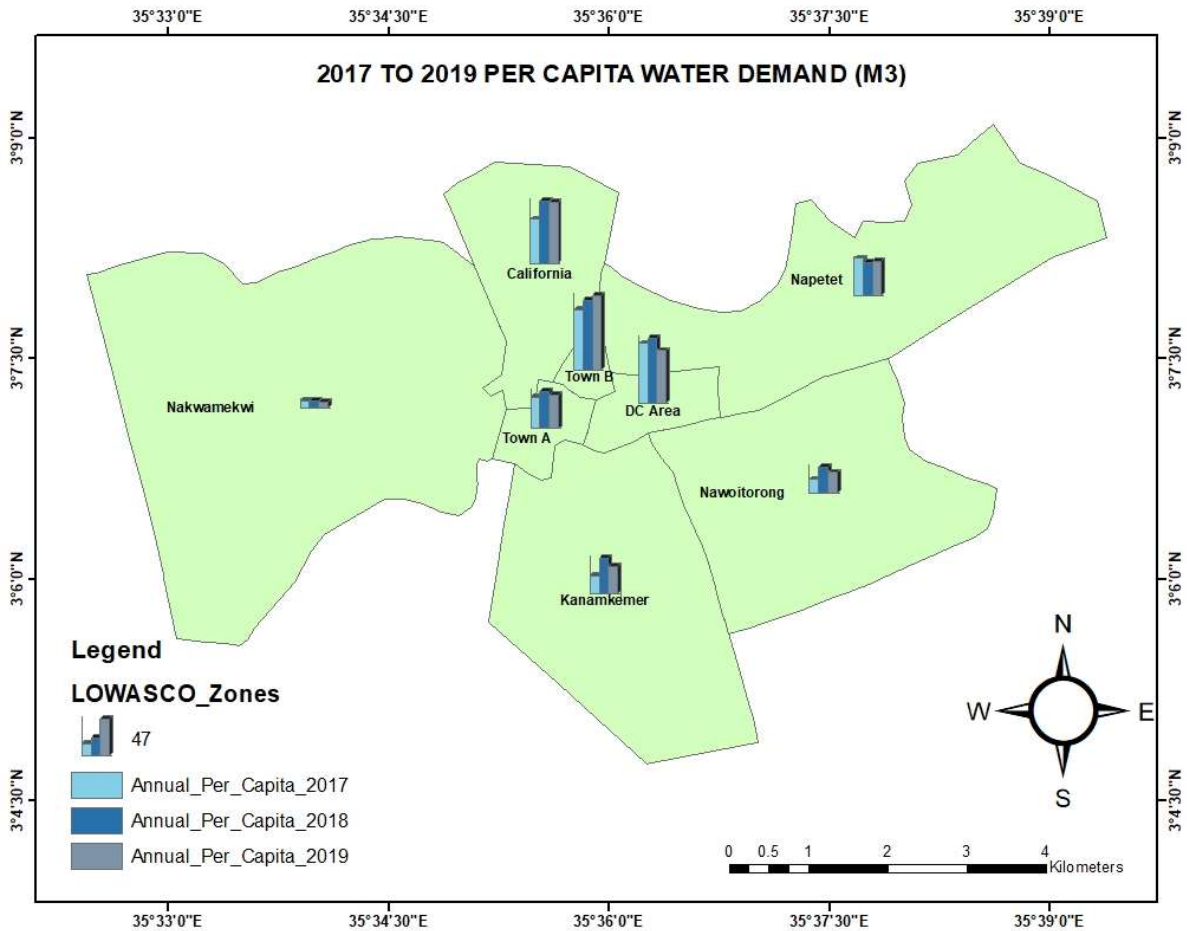 35°33'0"E 35°34'30"E 35°36'0"E 35°37'30"E 35°39'0"E
2017 TO 2019 PER CAPITA WATER DEMAND (M3)
3°9'0"N 3°9'0"N
California
Napetet
3°7'30"N 3°7'30"N
Town B
Nakwamekwi
DC Area
Town A
Nawoitorong
3°6'0"N 3°6'0"N
Kanamkemer
Legend
LOWASCO_Zones
47
Annual_Per_Capita_2017
Annual_Per_Capita_2018
Annual_Per_Capita_2019
N
W E
S
3°4'30"N 3°4'30"N
0 0.5 1 2 3 4
Kilometers
35°33'0"E 35°34'30"E 35°36'0"E 35°37'30"E 35°39'0"E